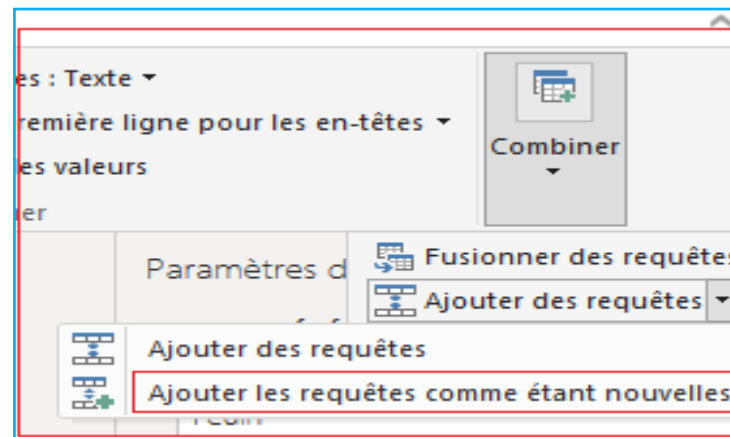 es : Texte
remière ligne pour les en-têtes
es valeurs
er
Combiner
Paramètres d
Fusionner des requêtes
Ajouter des requêtes
Ajouter des requêtes
Ajouter les requêtes comme étant nouvelles